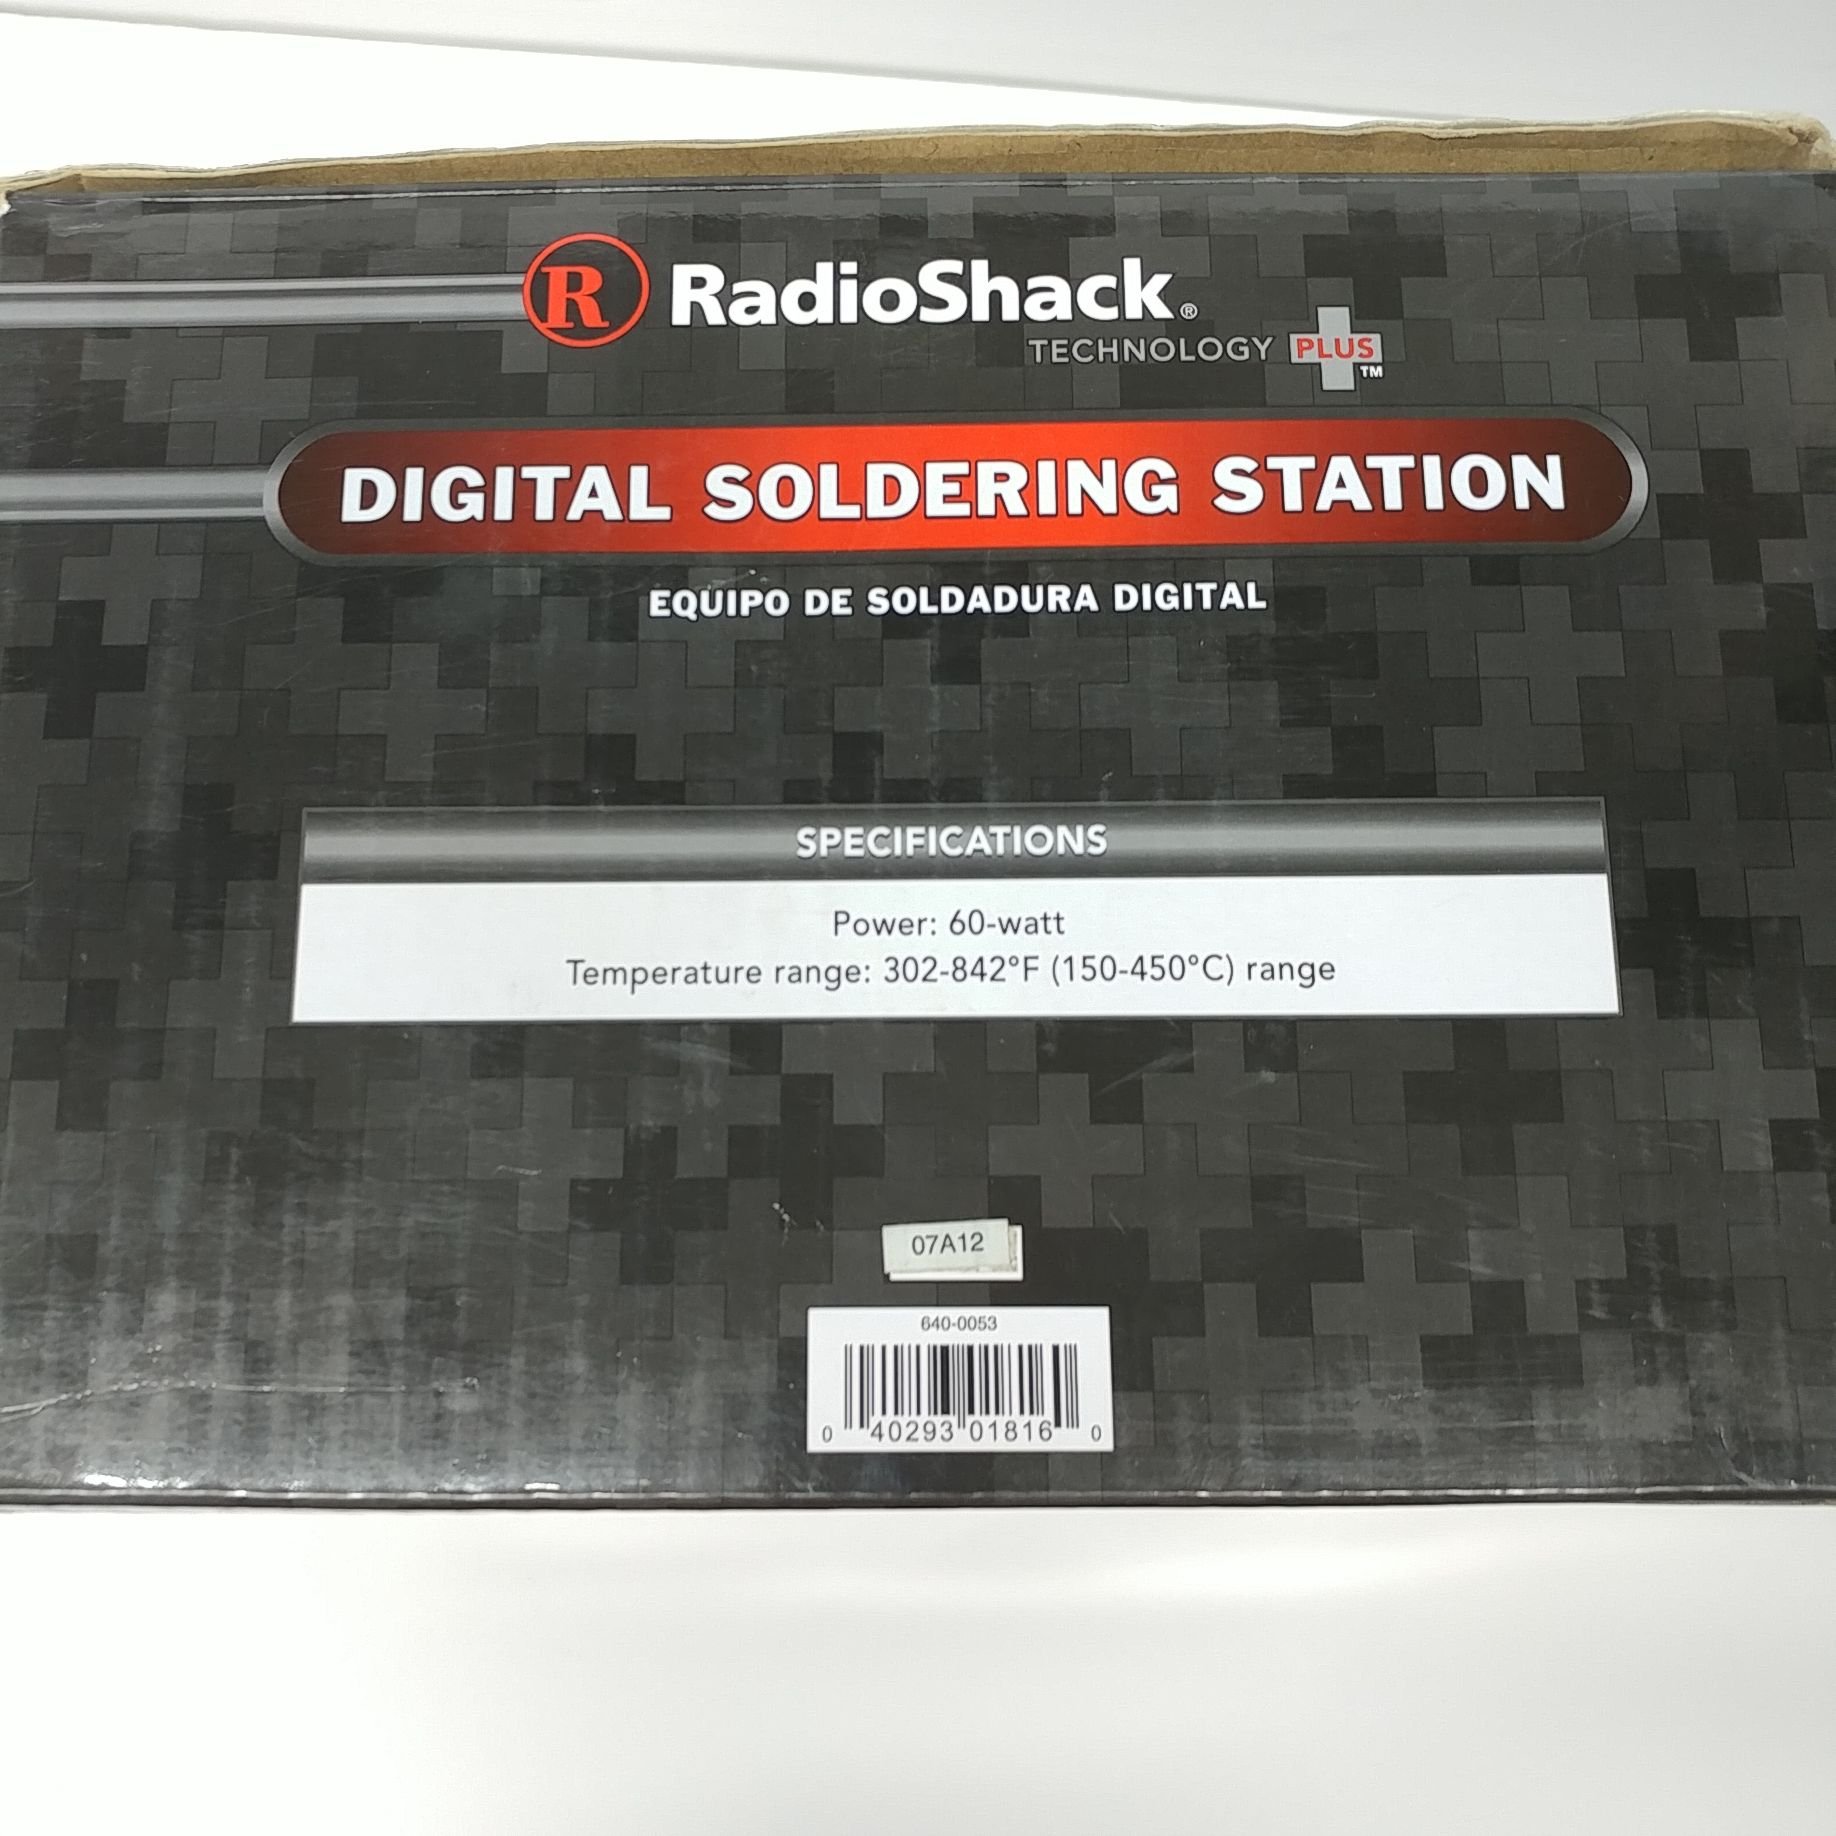 R RadioShack®
TECHNOLOGY PLUS™
DIGITAL SOLDERING STATION
EQUIPO DE SOLDADURA DIGITAL
SPECIFICATIONS
Power: 60-watt
Temperature range: 302-842°F (150-450°C) range
07A12
640-0053
0 40293 01816 0